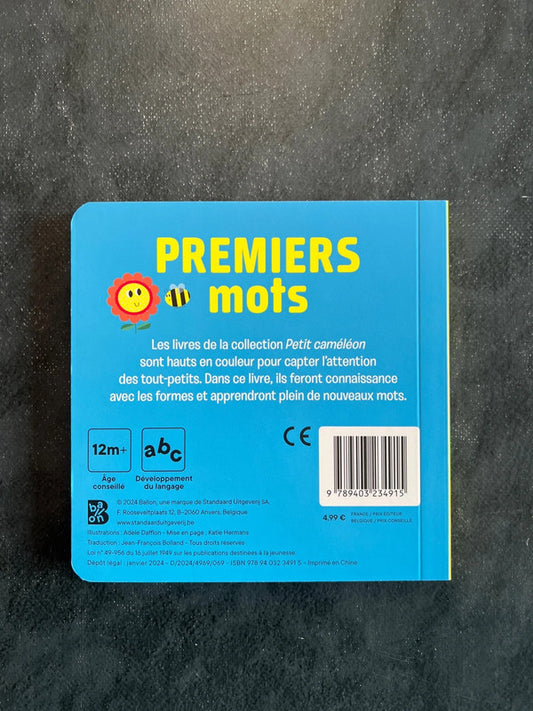 PREMIERS
mots
Les livres de la collection Petit caméléon
sont hauts en couleur pour capter l'attention
des tout-petits. Dans ce livre, ils feront connaissance
avec les formes et apprendront plein de nouveaux mots.
12m+
Âge
conseillé
abc
Développement
du langage
CE
9 789403 234915
4,99 €
FRANCE / PRIX ÉDITEUR
BELGIQUE / PRIX CONSEILLÉ
ballon
© 2024 Ballon, une marque de Standaard Uitgeverij SA,
F. Rooseveltplaats 12, B-2060 Anvers, Belgique
www.standaarduitgeverij.be
Illustrations : Adèle Dafflon - Mise en page : Katie Hermans
Traduction : Jean-François Bolland - Tous droits réservés
Loi n° 49-956 du 16 juillet 1949 sur les publications destinées à la jeunesse.
Dépôt légal : janvier 2024 - D/2024/4969/069 - ISBN 978 94 032 3491 5 - Imprimé en Chine